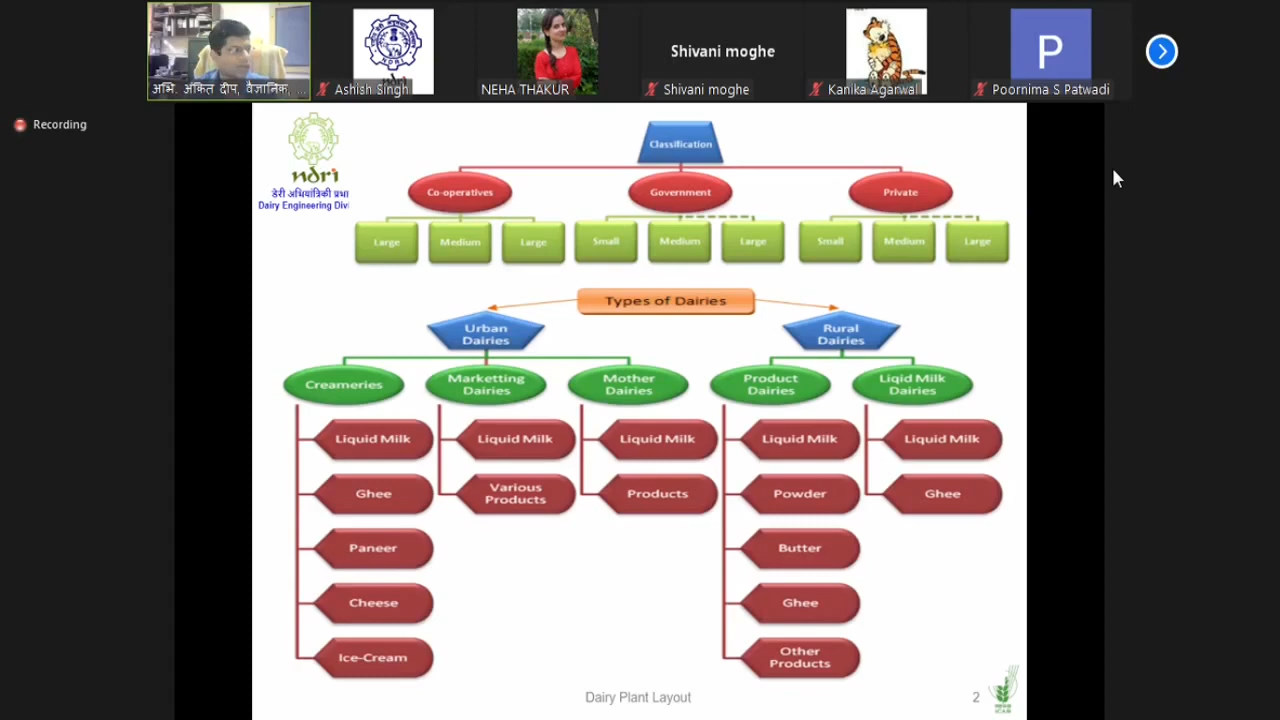 अभि. अंकित दीप, वैज्ञानिक, ...
Ashish Singh
NEHA THAKUR
Shivani moghe
Shivani moghe
Kanika Agarwal
P
Poornima S Patwadi
Recording
ndri
डेरी अभियांत्रिकी प्रभा
Dairy Engineering Divi
Classification
Co-operatives
Government
Private
Large
Medium
Large
Small
Medium
Large
Small
Medium
Large
Types of Dairies
Urban
Dairies
Rural
Dairies
Creameries
Marketting
Dairies
Mother
Dairies
Product
Dairies
Liqid Milk
Dairies
Liquid Milk
Liquid Milk
Liquid Milk
Liquid Milk
Liquid Milk
Ghee
Various
Products
Products
Powder
Ghee
Paneer
Butter
Cheese
Ghee
Ice-Cream
Other
Products
Dairy Plant Layout
2
ICAR